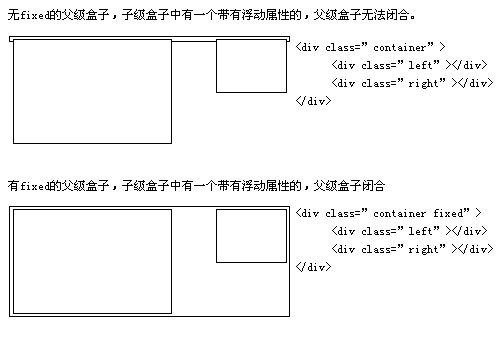 无fixed的父级盒子，子级盒子中有一个带有浮动属性的，父级盒子无法闭合。
<div class=”container”>
<div class=”left”></div>
<div class=”right”></div>
</div>
有fixed的父级盒子，子级盒子中有一个带有浮动属性的，父级盒子闭合
<div class=”container fixed”>
<div class=”left”></div>
<div class=”right”></div>
</div>